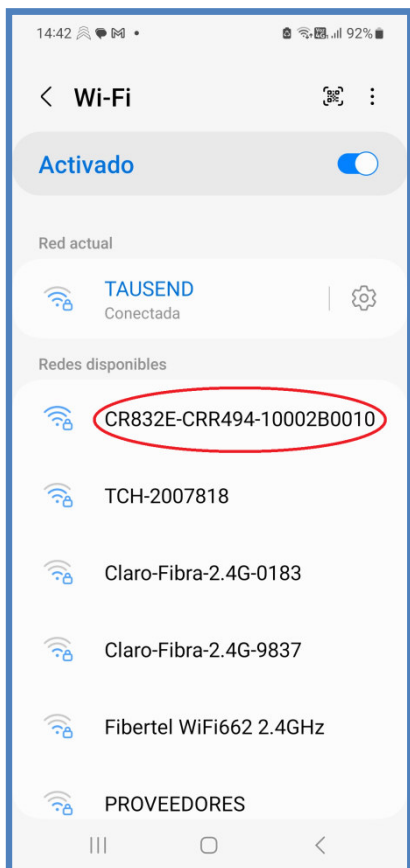 14:42 92%
Wi-Fi
Activado
Red actual
TAUSEND
Conectada
Redes disponibles
CR832E-CRR494-10002B0010
TCH-2007818
Claro-Fibra-2.4G-0183
Claro-Fibra-2.4G-9837
Fibertel WiFi662 2.4GHz
PROVEEDORES